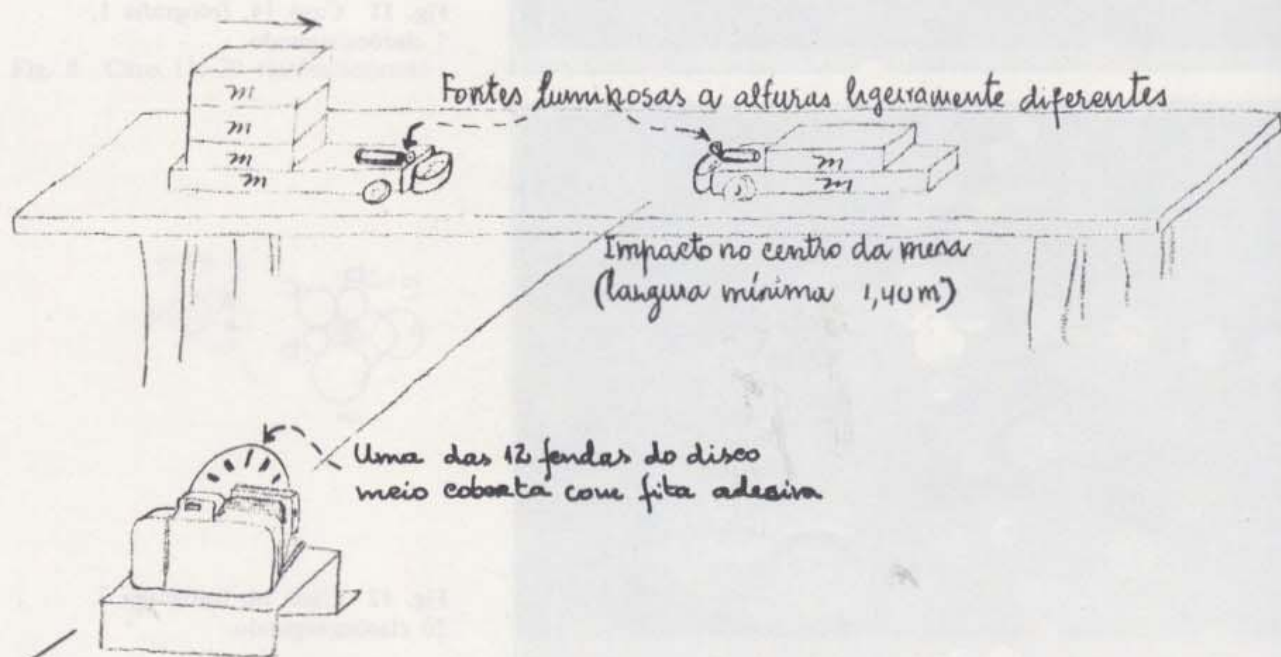 Fontes luminosas a alturas ligeiramente diferentes
m
m
m
m
m
m
Impacto no centro da mesa
(largura mínima 1,40m)
Uma das 12 fendas do disco
meio coberta com fita adesiva